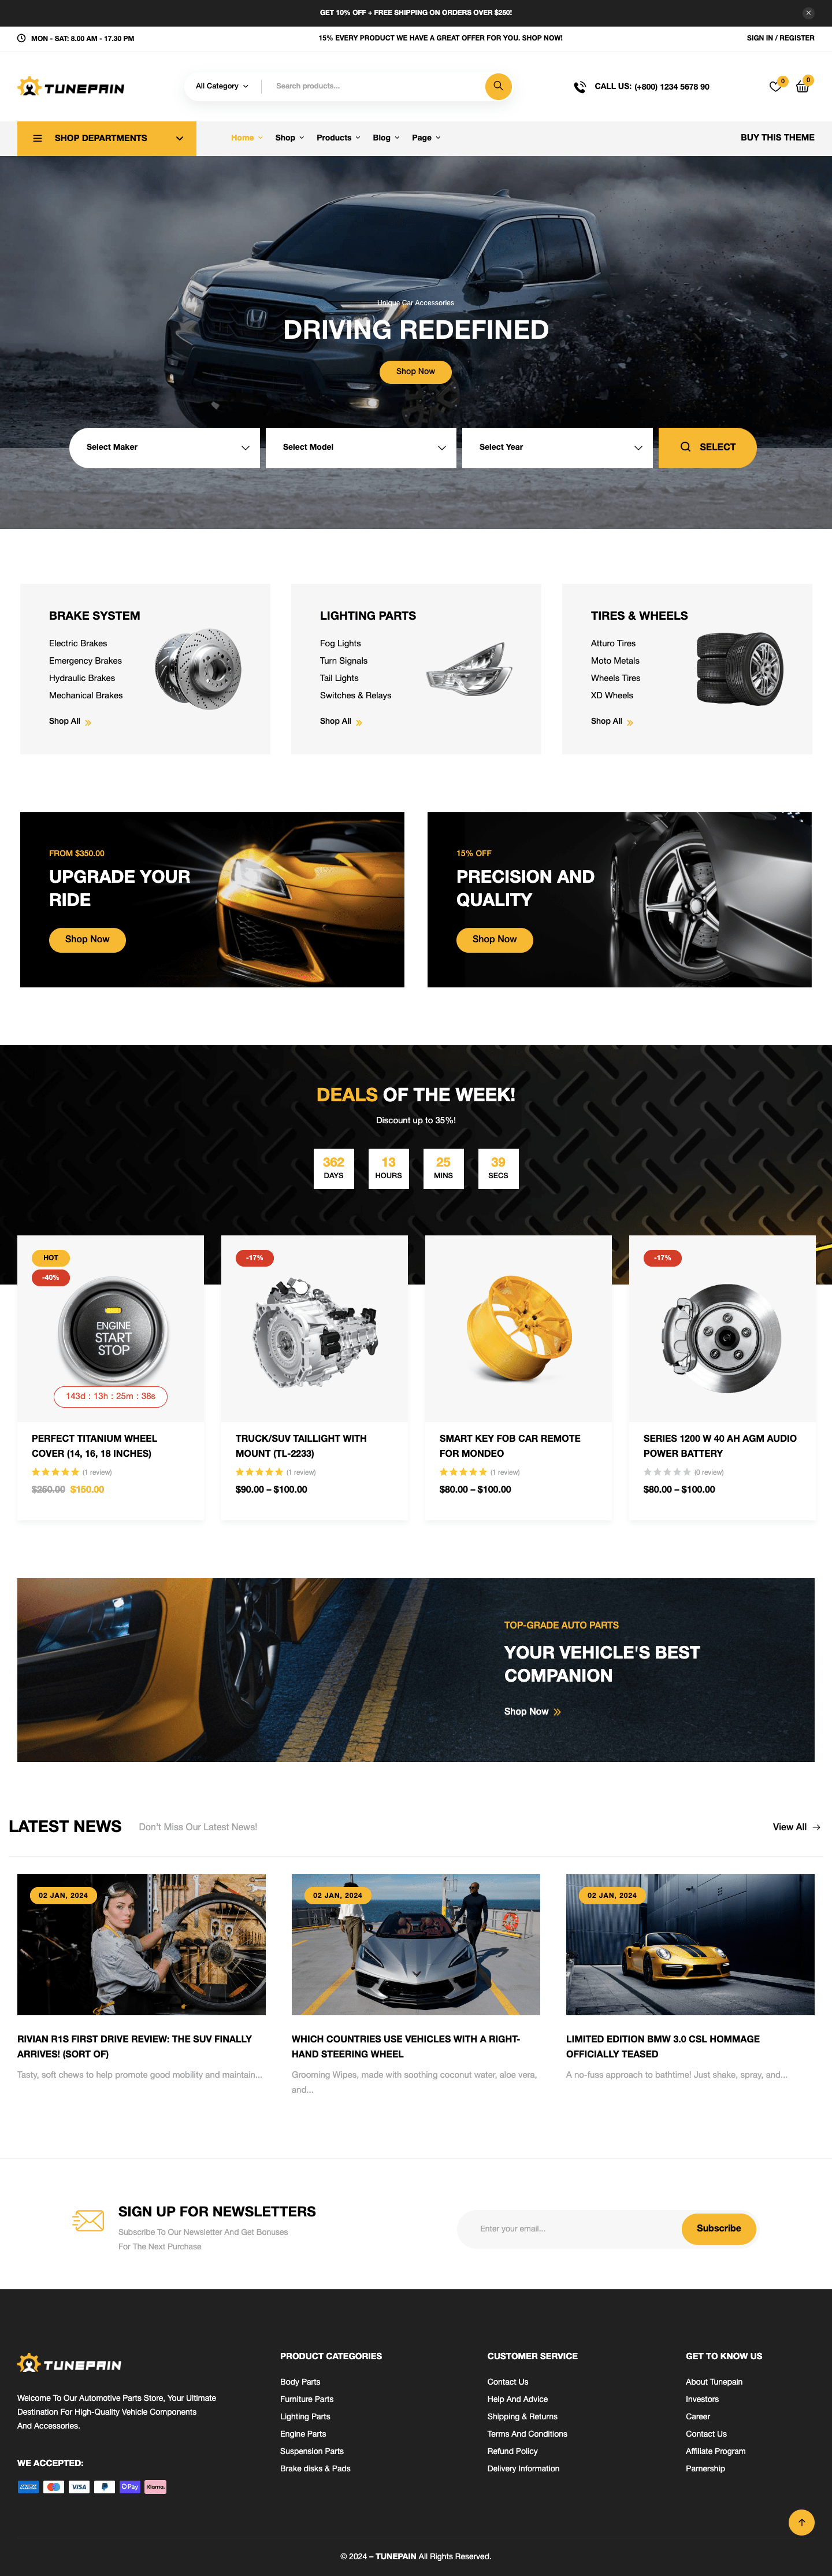 GET 10% OFF + FREE SHIPPING ON ORDERS OVER $250!
MON - SAT: 8.00 AM - 17.30 PM
15% EVERY PRODUCT WE HAVE A GREAT OFFER FOR YOU. SHOP NOW!
SIGN IN / REGISTER
TUNEPAIN
All Category
Search products...
CALL US: (+800) 1234 5678 90
0
0
SHOP DEPARTMENTS
Home
Shop
Products
Blog
Page
BUY THIS THEME
Unique Car Accessories
DRIVING REDEFINED
Shop Now
Select Maker
Select Model
Select Year
SELECT
BRAKE SYSTEM
Electric Brakes
Emergency Brakes
Hydraulic Brakes
Mechanical Brakes
Shop All
LIGHTING PARTS
Fog Lights
Turn Signals
Tail Lights
Switches & Relays
Shop All
TIRES & WHEELS
Atturo Tires
Moto Metals
Wheels Tires
XD Wheels
Shop All
FROM $350.00
UPGRADE YOUR
RIDE
Shop Now
15% OFF
PRECISION AND
QUALITY
Shop Now
DEALS OF THE WEEK!
Discount up to 35%!
362
DAYS
13
HOURS
25
MINS
39
SECS
HOT
-40%
ENGINE
START
STOP
143d : 13h : 25m : 38s
PERFECT TITANIUM WHEEL
COVER (14, 16, 18 INCHES)
(1 review)
$250.00 $150.00
-17%
TRUCK/SUV TAILLIGHT WITH
MOUNT (TL-2233)
(1 review)
$90.00 – $100.00
SMART KEY FOB CAR REMOTE
FOR MONDEO
(1 review)
$80.00 – $100.00
-17%
SERIES 1200 W 40 AH AGM AUDIO
POWER BATTERY
(0 review)
$80.00 – $100.00
TOP-GRADE AUTO PARTS
YOUR VEHICLE'S BEST
COMPANION
Shop Now
LATEST NEWS
Don't Miss Our Latest News!
View All
02 JAN, 2024
RIVIAN R1S FIRST DRIVE REVIEW: THE SUV FINALLY
ARRIVES! (SORT OF)
Tasty, soft chews to help promote good mobility and maintain...
02 JAN, 2024
WHICH COUNTRIES USE VEHICLES WITH A RIGHT-
HAND STEERING WHEEL
Grooming Wipes, made with soothing coconut water, aloe vera,
and...
02 JAN, 2024
LIMITED EDITION BMW 3.0 CSL HOMMAGE
OFFICIALLY TEASED
A no-fuss approach to bathtime! Just shake, spray, and...
SIGN UP FOR NEWSLETTERS
Subscribe To Our Newsletter And Get Bonuses
For The Next Purchase
Enter your email...
Subscribe
TUNEPAIN
Welcome To Our Automotive Parts Store, Your Ultimate
Destination For High-Quality Vehicle Components
And Accessories.
WE ACCEPTED:
VISA
Pay
Klarna.
PRODUCT CATEGORIES
Body Parts
Furniture Parts
Lighting Parts
Engine Parts
Suspension Parts
Brake disks & Pads
CUSTOMER SERVICE
Contact Us
Help And Advice
Shipping & Returns
Terms And Conditions
Refund Policy
Delivery Information
GET TO KNOW US
About Tunepain
Investors
Career
Contact Us
Affiliate Program
Parnership
© 2024 – TUNEPAIN All Rights Reserved.